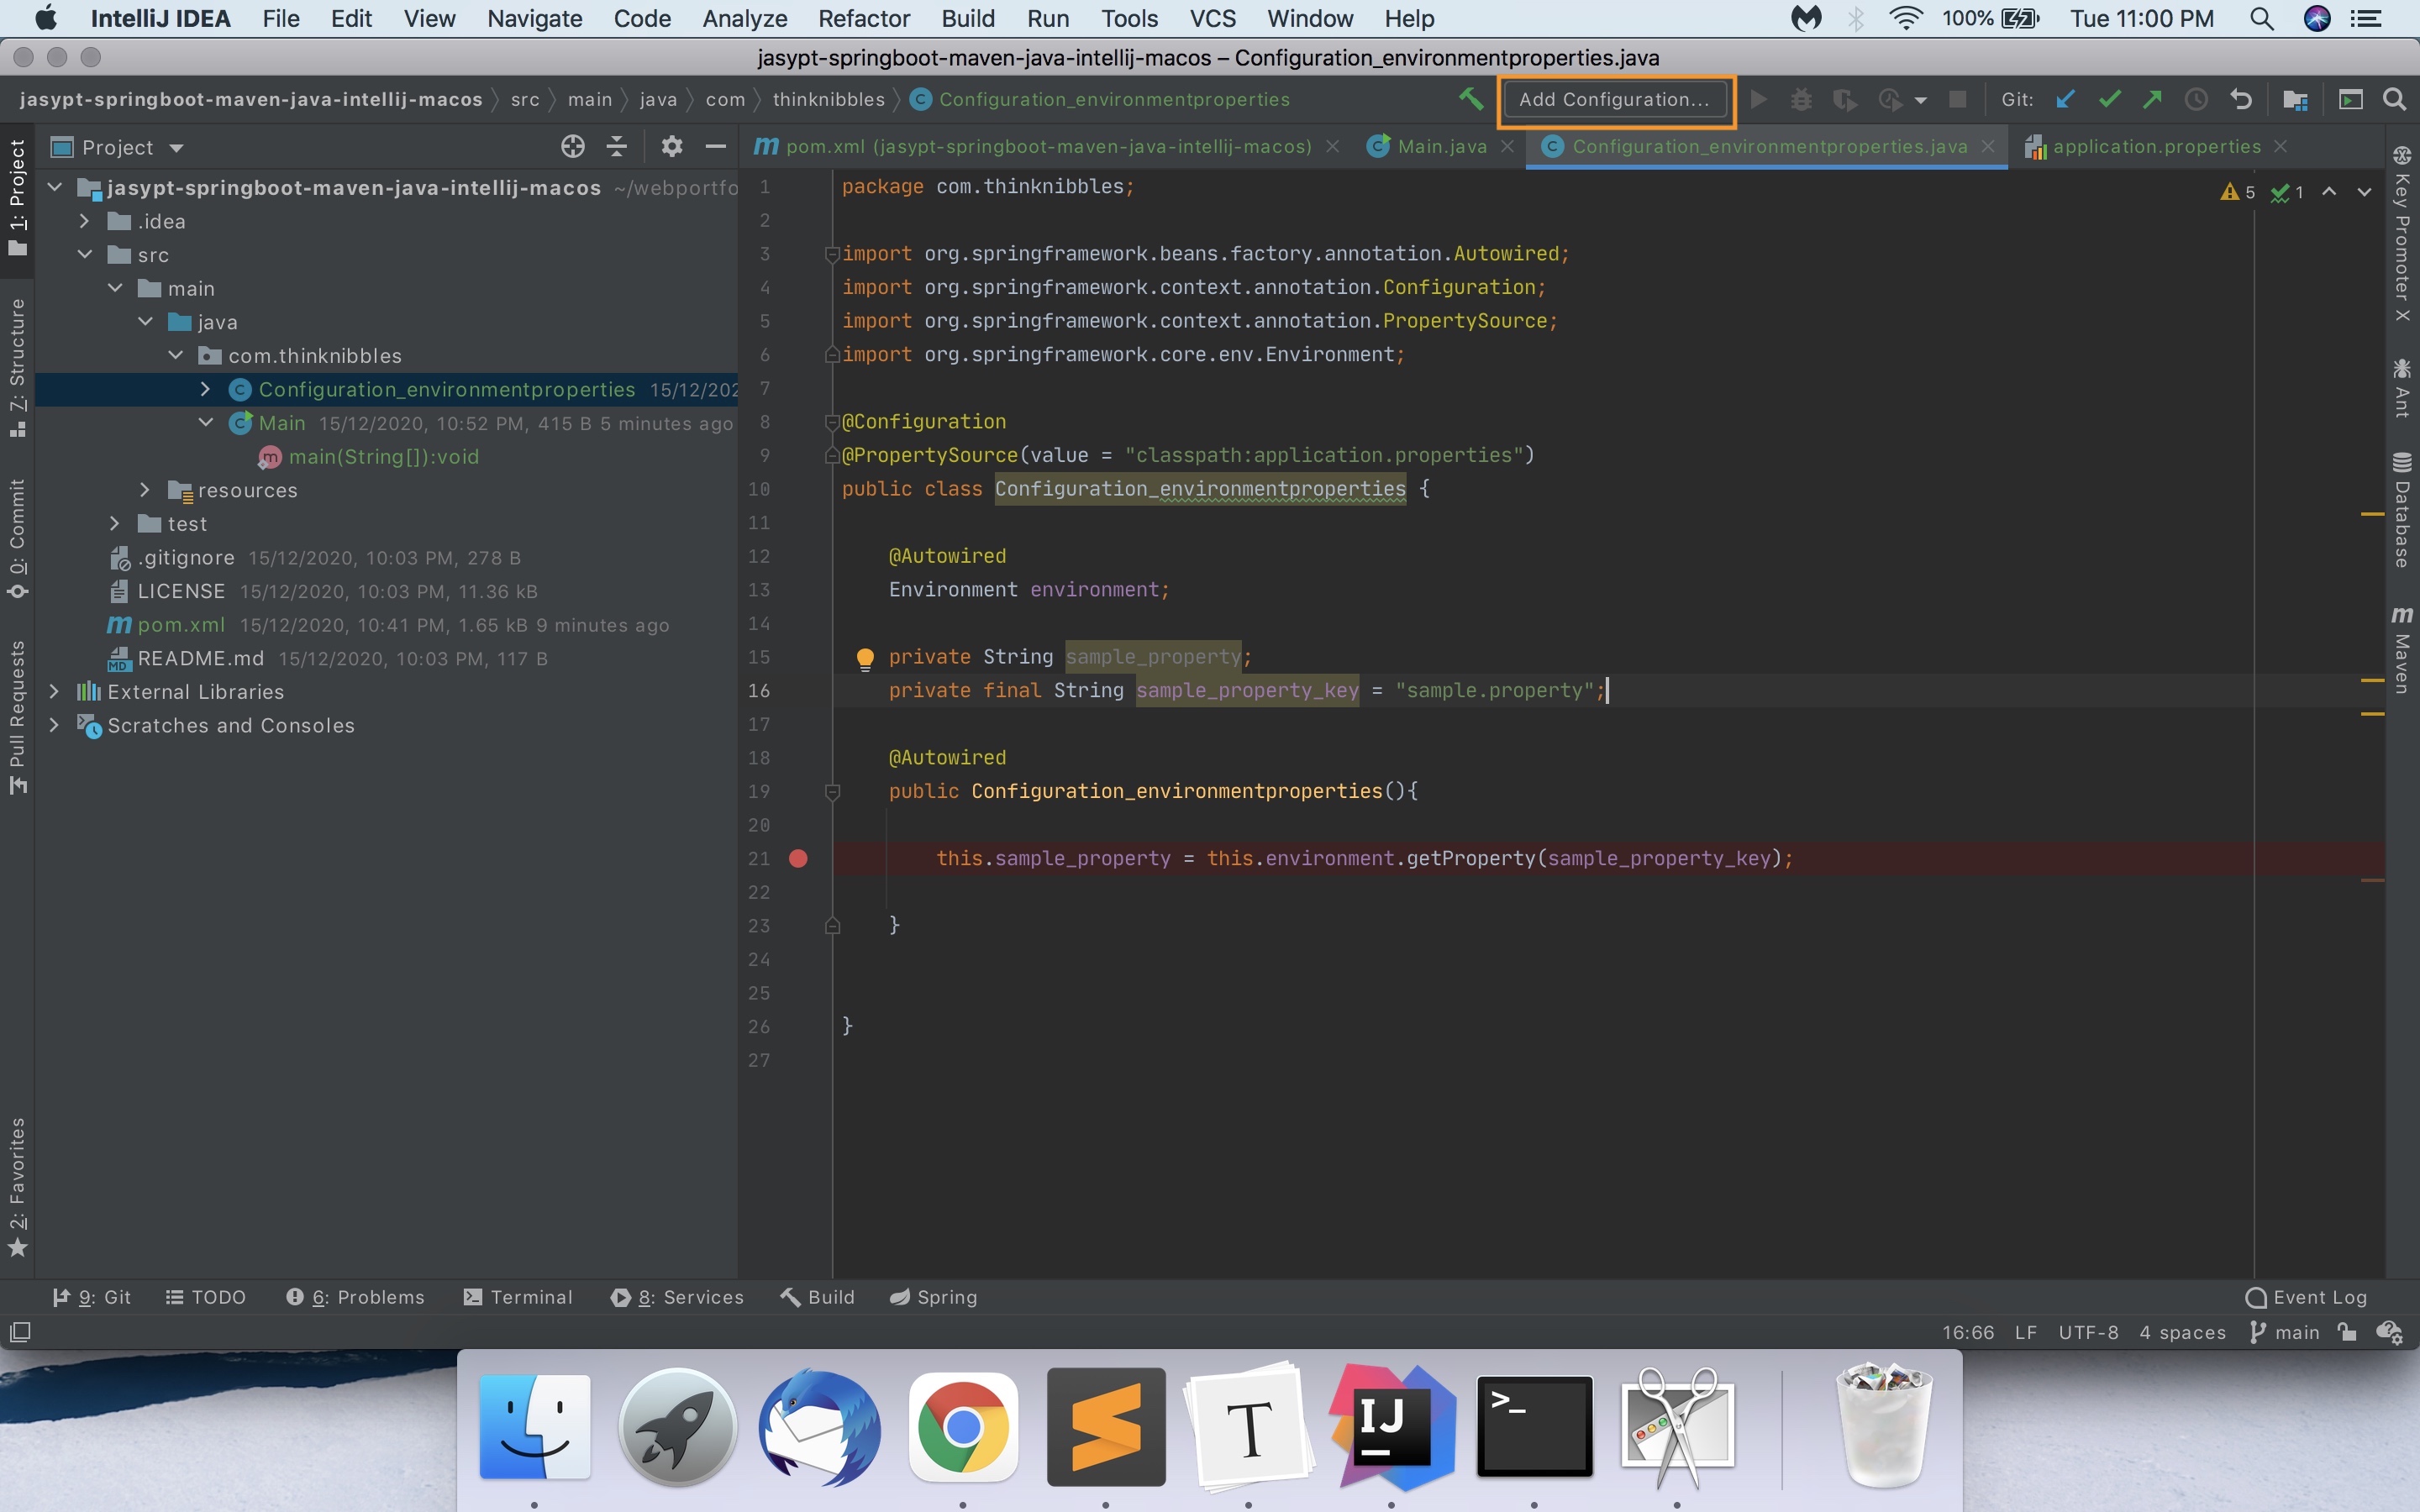 IntelliJ IDEA File Edit View Navigate Code Analyze Refactor Build Run Tools VCS Window Help 100% Tue 11:00 PM
jasypt-springboot-maven-java-intellij-macos – Configuration_environmentproperties.java
jasypt-springboot-maven-java-intellij-macos src main java com thinknibbles Configuration_environmentproperties Add Configuration... Git:
Project
pom.xml (jasypt-springboot-maven-java-intellij-macos) Main.java Configuration_environmentproperties.java application.properties
1: Project
7: Structure
0: Commit
Pull Requests
2: Favorites
jasypt-springboot-maven-java-intellij-macos ~/webportfo
.idea
src
main
java
com.thinknibbles
Configuration_environmentproperties 15/12/202
Main 15/12/2020, 10:52 PM, 415 B 5 minutes ago
main(String[]):void
resources
test
.gitignore 15/12/2020, 10:03 PM, 278 B
LICENSE 15/12/2020, 10:03 PM, 11.36 kB
pom.xml 15/12/2020, 10:41 PM, 1.65 kB 9 minutes ago
README.md 15/12/2020, 10:03 PM, 117 B
External Libraries
Scratches and Consoles
1 package com.thinknibbles;
2
3 import org.springframework.beans.factory.annotation.Autowired;
4 import org.springframework.context.annotation.Configuration;
5 import org.springframework.context.annotation.PropertySource;
6 import org.springframework.core.env.Environment;
7
8 @Configuration
9 @PropertySource(value = "classpath:application.properties")
10 public class Configuration_environmentproperties {
11
12 @Autowired
13 Environment environment;
14
15 private String sample_property;
16 private final String sample_property_key = "sample.property";
17
18 @Autowired
19 public Configuration_environmentproperties(){
20
21 this.sample_property = this.environment.getProperty(sample_property_key);
22
23 }
24
25
26 }
27
5 1
Key Promoter X
Ant
Database
Maven
9: Git TODO 6: Problems Terminal 8: Services Build Spring Event Log
16:66 LF UTF-8 4 spaces main
T
IJ
>_